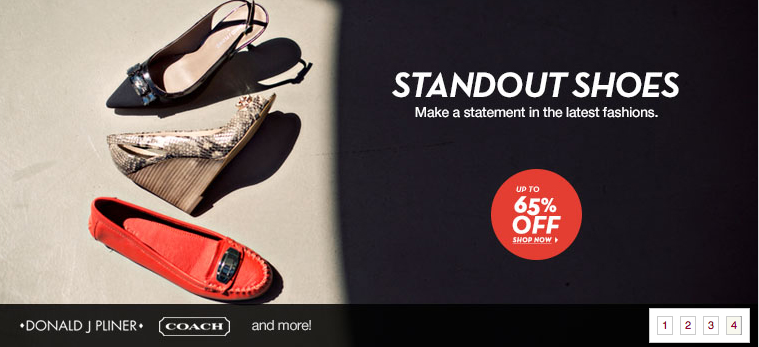 STANDOUT SHOES
Make a statement in the latest fashions.
UP TO
65%
OFF
SHOP NOW
DONALD J PLINER
COACH
and more!
1 2 3 4